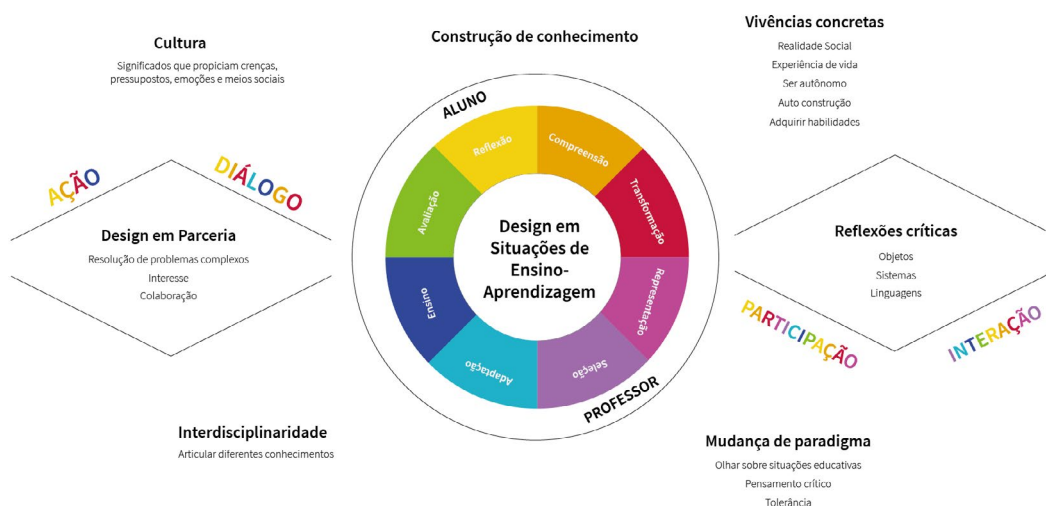 Cultura
Significados que propiciam crenças,
pressupostos, emoções e meios sociais
Construção de conhecimento
Vivências concretas
Realidade Social
Experiência de vida
Ser autônomo
Auto construção
Adquirir habilidades
AÇÃO
DIÁLOGO
Design em Parceria
Resolução de problemas complexos
Interesse
Colaboração
ALUNO
Reflexão
Compreensão
Transformação
Representação
Seleção
Adaptação
Ensino
Avaliação
Design em
Situações de
Ensino-
Aprendizagem
PROFESSOR
Reflexões críticas
Objetos
Sistemas
Linguagens
PARTICIPAÇÃO
INTERAÇÃO
Interdisciplinaridade
Articular diferentes conhecimentos
Mudança de paradigma
Olhar sobre situações educativas
Pensamento crítico
Tolerância